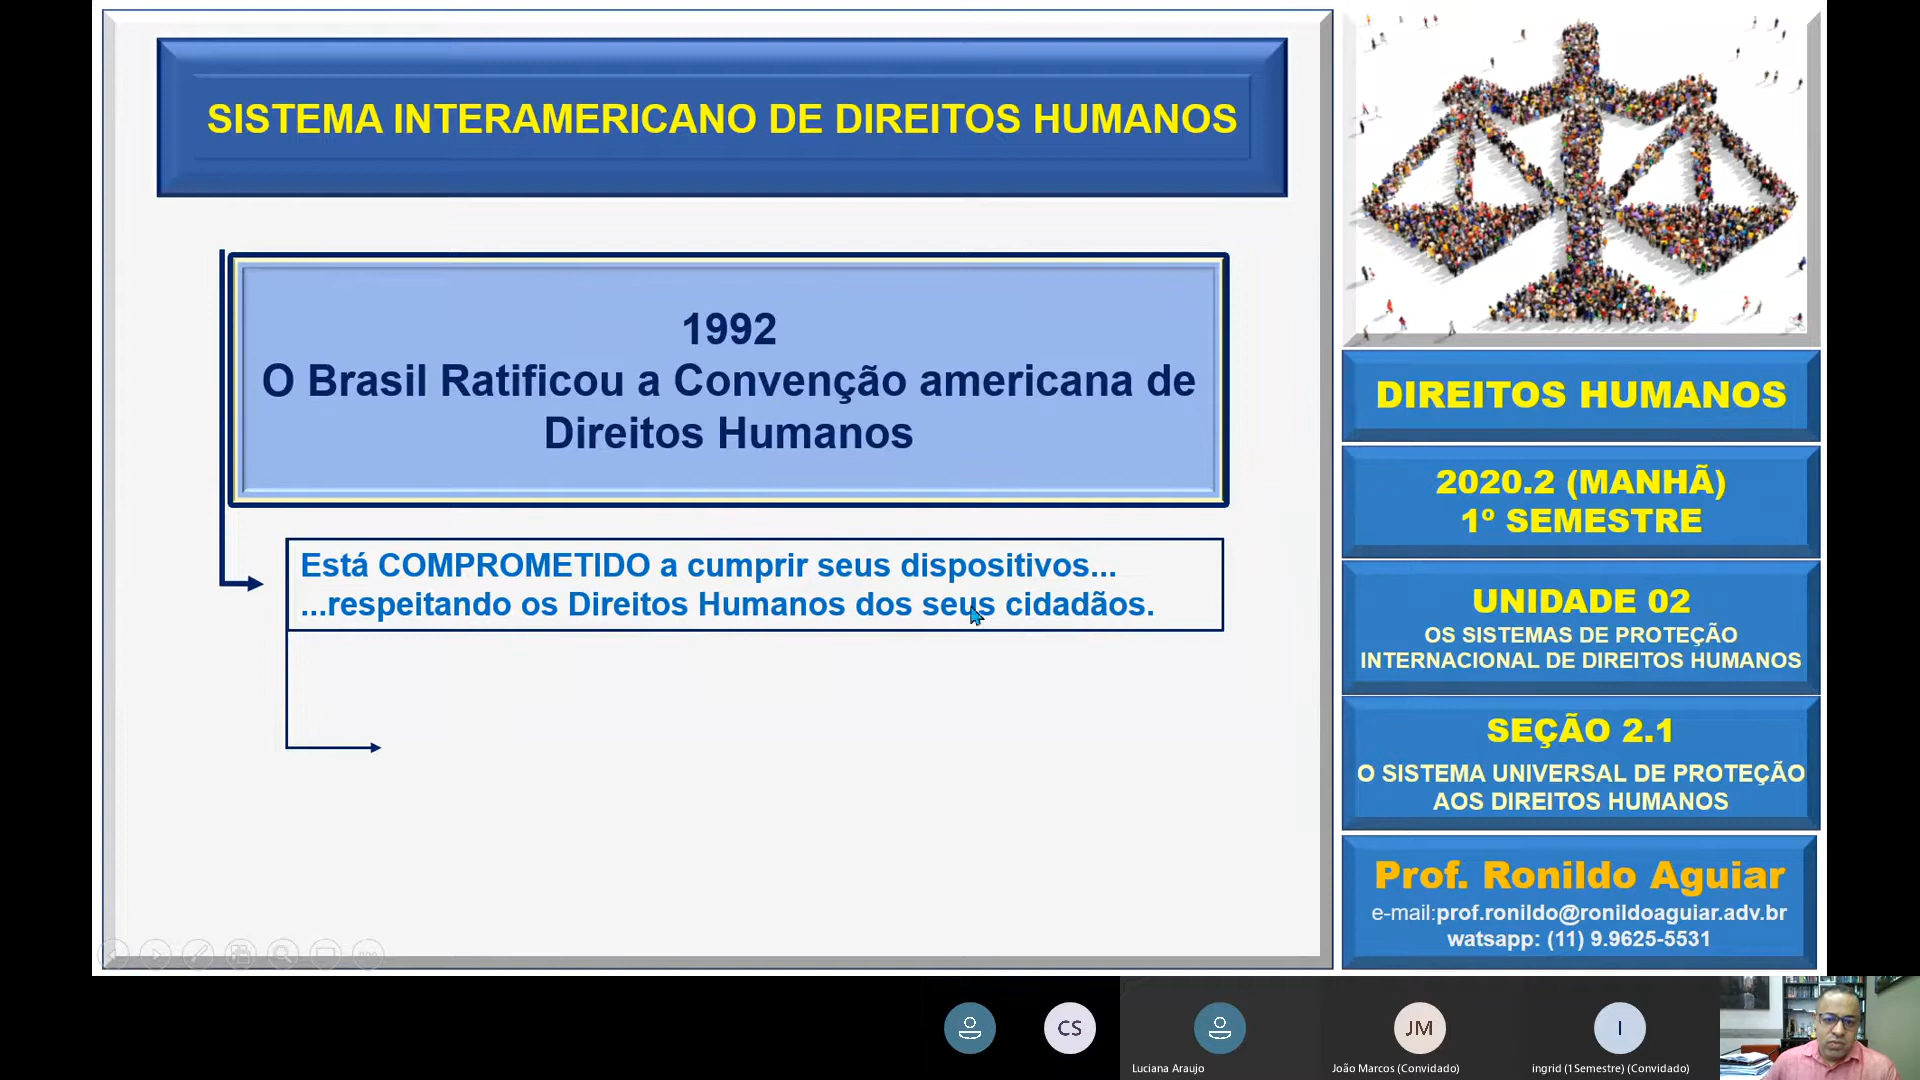 SISTEMA INTERAMERICANO DE DIREITOS HUMANOS
1992
O Brasil Ratificou a Convenção americana de
Direitos Humanos
Está COMPROMETIDO a cumprir seus dispositivos...
...respeitando os Direitos Humanos dos seus cidadãos.
DIREITOS HUMANOS
2020.2 (MANHÃ)
1º SEMESTRE
UNIDADE 02
OS SISTEMAS DE PROTEÇÃO
INTERNACIONAL DE DIREITOS HUMANOS
SEÇÃO 2.1
O SISTEMA UNIVERSAL DE PROTEÇÃO
AOS DIREITOS HUMANOS
Prof. Ronildo Aguiar
e-mail:prof.ronildo@ronildoaguiar.adv.br
watsapp: (11) 9.9625-5531
CS
JM
I
Luciana Araujo
João Marcos (Convidado)
ingrid (1Semestre) (Convidado)